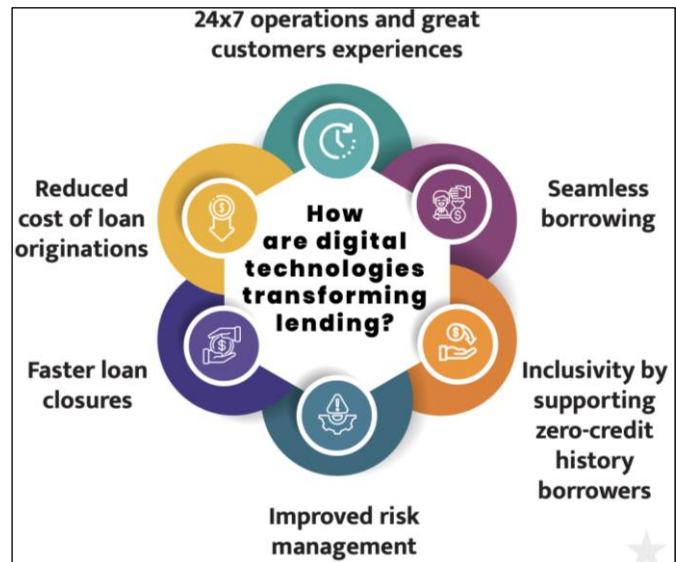 24x7 operations and great
customers experiences
Reduced
cost of loan
originations
How
are digital
technologies
transforming
lending?
Seamless
borrowing
Faster loan
closures
Inclusivity by
supporting
zero-credit
history
borrowers
Improved risk
management